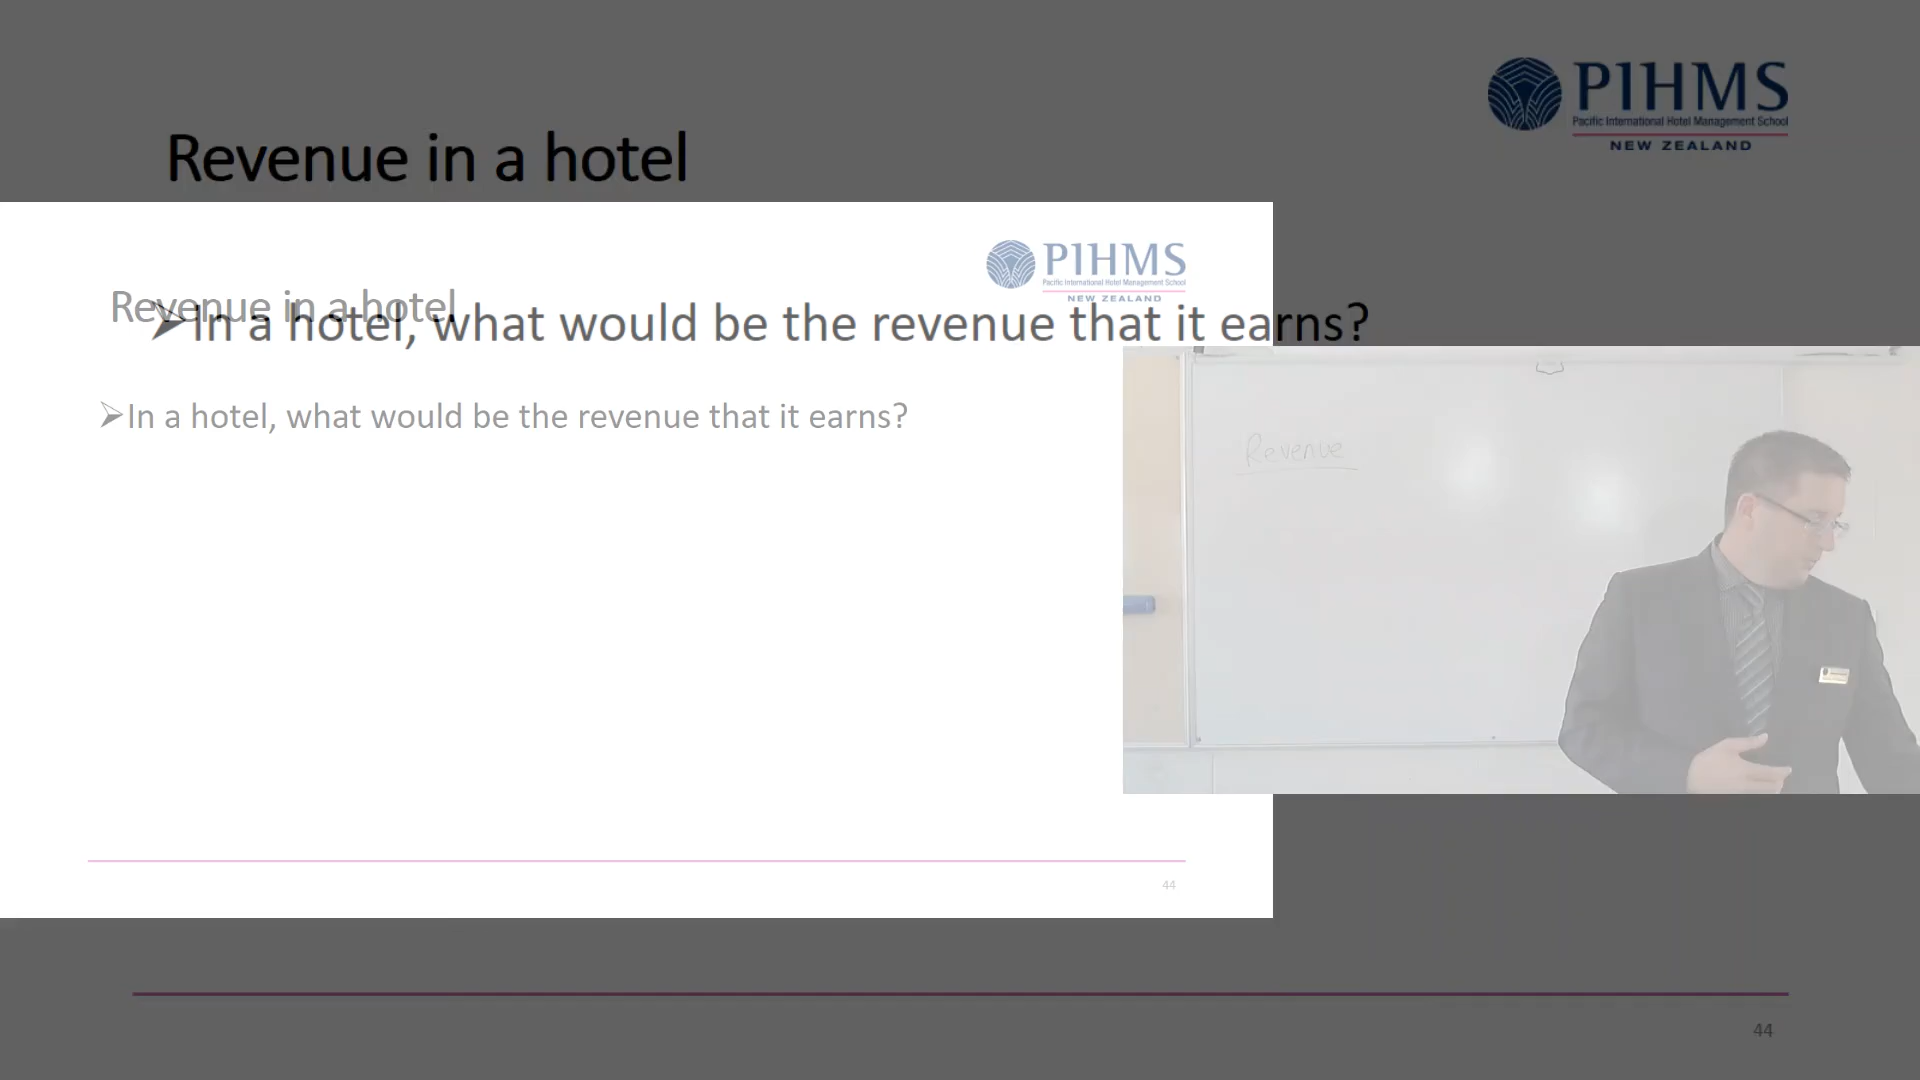 PIHMS
Pacific International Hotel Management School
NEW ZEALAND
Revenue in a hotel
PIHMS
Pacific International Hotel Management School
NEW ZEALAND
Revenue in a hotel
In a hotel, what would be the revenue that it earns?
In a hotel, what would be the revenue that it earns?
Revenue
44
44